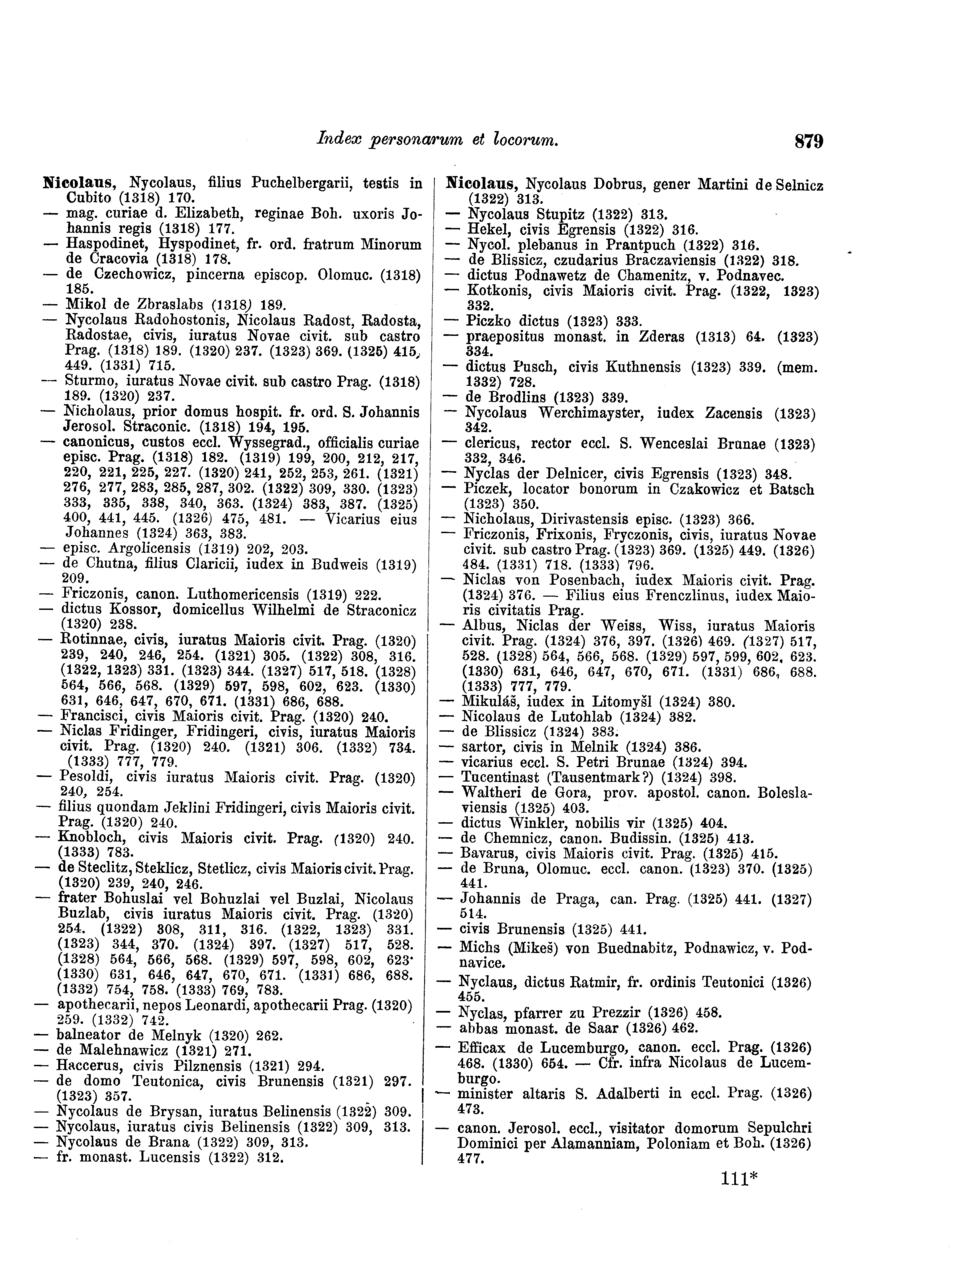 Index personarum et locorum.
879
Nicolaus, Nycolaus, filius Puchelbergarii, testis in
Cubito (1318) 170.
— mag. curiae d. Elizabeth, reginae Boh. uxoris Jo-
hannis regis (1318) 177.
— Haspodinet, Hyspodinet, fr. ord. fratrum Minorum
de Cracovia (1318) 178.
— de Czechowicz, pincerna episcop. Olomuc. (1318)
185.
— Mikol de Zbraslabs (1318) 189.
— Nycolaus Radohostonis, Nicolaus Radost, Radosta,
Radostae, civis, iuratus Novae civit. sub castro
Prag. (1318) 189. (1320) 237. (1323) 369. (1325) 415,
449. (1331) 715.
— Sturmo, iuratus Novae civit. sub castro Prag. (1318)
189. (1320) 237.
— Nicholaus, prior domus hospit. fr. ord. S. Johannis
Jerosol. Straconic. (1318) 194, 195.
— canonicus, custos eccl. Wyssegrad., officialis curiae
episc. Prag. (1318) 182. (1319) 199, 200, 212, 217,
220, 221, 225, 227. (1320) 241, 252, 253, 261. (1321)
276, 277, 283, 285, 287, 302. (1322) 309, 330. (1323)
333, 335, 338, 340, 363. (1324) 383, 387. (1325)
400, 441, 445. (1326) 475, 481. — Vicarius eius
Johannes (1324) 363, 383.
— episc. Argolicensis (1319) 202, 203.
— de Chutna, filius Claricii, iudex in Budweis (1319)
209.
— Friczonis, canon. Luthomericensis (1319) 222.
— dictus Kossor, domicellus Wilhelmi de Straconicz
(1320) 238.
— Rotinnae, civis, iuratus Maioris civit. Prag. (1320)
239, 240, 246, 254. (1321) 305. (1322) 308, 316.
(1322, 1323) 331. (1323) 344. (1327) 517, 518. (1328)
564, 566, 568. (1329) 597, 598, 602, 623. (1330)
631, 646, 647, 670, 671. (1331) 686, 688.
— Francisci, civis Maioris civit. Prag. (1320) 240.
— Niclas Fridinger, Fridingeri, civis, iuratus Maioris
civit. Prag. (1320) 240. (1321) 306. (1332) 734.
(1333) 777, 779.
— Pesoldi, civis iuratus Maioris civit. Prag. (1320)
240, 254.
— filius quondam Jeklini Fridingeri, civis Maioris civit.
Prag. (1320) 240.
— Knobloch, civis Maioris civit. Prag. (1320) 240.
(1333) 783.
— de Steclitz, Steklicz, Stetlicz, civis Maioris civit. Prag.
(1320) 239, 240, 246.
— frater Bohuslai vel Bohuzlai vel Buzlai, Nicolaus
Buzlab, civis iuratus Maioris civit. Prag. (1320)
254. (1322) 308, 311, 316. (1322, 1323) 331.
(1323) 344, 370. (1324) 397. (1327) 517, 528.
(1328) 564, 566, 568. (1329) 597, 598, 602, 623·
(1330) 631, 646, 647, 670, 671. (1331) 686, 688.
(1332) 754, 758. (1333) 769, 783.
— apothecarii, nepos Leonardi, apothecarii Prag. (1320)
259. (1332) 742.
— balneator de Melnyk (1320) 262.
— de Malehnawicz (1321) 271.
— Haccerus, civis Pilznensis (1321) 294.
— de domo Teutonica, civis Brunensis (1321) 297.
(1323) 357.
— Nycolaus de Brysan, iuratus Belinensis (1322) 309.
— Nycolaus, iuratus civis Belinensis (1322) 309, 313.
— Nycolaus de Brana (1322) 309, 313.
— fr. monast. Lucensis (1322) 312.
Nicolaus, Nycolaus Dobrus, gener Martini de Selnicz
(1322) 313.
— Nycolaus Stupitz (1322) 313.
— Hekel, civis Egrensis (1322) 316.
— Nycol. plebanus in Prantpuch (1322) 316.
— de Blissicz, czudarius Braczaviensis (1322) 318.
— dictus Podnawetz de Chamenitz, v. Podnavec.
— Kotkonis, civis Maioris civit. Prag. (1322, 1323)
332.
— Piczko dictus (1323) 333.
— praepositus monast. in Zderas (1313) 64. (1323)
334.
— dictus Pusch, civis Kuthnensis (1323) 339. (mem.
1332) 728.
— de Brodlins (1323) 339.
— Nycolaus Werchimayster, iudex Zacensis (1323)
342.
— clericus, rector eccl. S. Wenceslai Brunae (1323)
332, 346.
— Nyclas der Delnicer, civis Egrensis (1323) 348.
— Piczek, locator bonorum in Czakowicz et Batsch
(1323) 350.
— Nicholaus, Dirivastensis episc. (1323) 366.
— Friczonis, Frixonis, Fryczonis, civis, iuratus Novae
civit. sub castro Prag. (1323) 369. (1325) 449. (1326)
484. (1331) 718. (1333) 796.
— Niclas von Posenbach, iudex Maioris civit. Prag.
(1324) 376. — Filius eius Frenczlinus, iudex Maio-
ris civitatis Prag.
— Albus, Niclas der Weiss, Wiss, iuratus Maioris
civit. Prag. (1324) 376, 397. (1326) 469. (1327) 517,
528. (1328) 564, 566, 568. (1329) 597, 599, 602, 623.
(1330) 631, 646, 647, 670, 671. (1331) 686, 688.
(1333) 777, 779.
— Mikuláš, iudex in Litomyšl (1324) 380.
— Nicolaus de Lutohlab (1324) 382.
— de Blissicz (1324) 383.
— sartor, civis in Melnik (1324) 386.
— vicarius eccl. S. Petri Brunae (1324) 394.
— Tucentinast (Tausentmark?) (1324) 398.
— Waltheri de Gora, prov. apostol. canon. Bolesla-
viensis (1325) 403.
— dictus Winkler, nobilis vir (1325) 404.
— de Chemnicz, canon. Budissin. (1325) 413.
— Bavarus, civis Maioris civit. Prag. (1325) 415.
— de Bruna, Olomuc. eccl. canon. (1323) 370. (1325)
441.
— Johannis de Praga, can. Prag. (1325) 441. (1327)
514.
— civis Brunensis (1325) 441.
— Michs (Mikeš) von Buednabitz, Podnawicz, v. Pod-
navice.
— Nyclaus, dictus Ratmir, fr. ordinis Teutonici (1326)
455.
— Nyclas, pfarrer zu Prezzir (1326) 458.
— abbas monast. de Saar (1326) 462.
— Efficax de Lucemburgo, canon. eccl. Prag. (1326)
468. (1330) 654. — Cfr. infra Nicolaus de Lucem-
burgo.
— minister altaris S. Adalberti in eccl. Prag. (1326)
473.
— canon. Jerosol. eccl., visitator domorum Sepulchri
Dominici per Alamanniam, Poloniam et Boh. (1326)
477.
111*